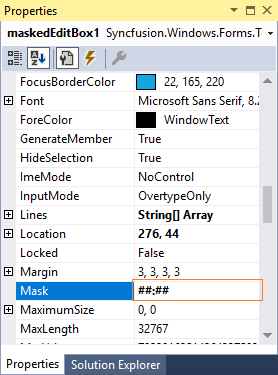 Properties
maskedEditBox1 Syncfusion.Windows.Forms.T
FocusBorderColor 22, 165, 220
Font Microsoft Sans Serif, 8.2
ForeColor WindowText
GenerateMember True
HideSelection True
ImeMode NoControl
InputMode OvertypeOnly
Lines String[] Array
Location 276, 44
Locked False
Margin 3, 3, 3, 3
Mask ##:##
MaximumSize 0, 0
MaxLength 32767
Properties Solution Explorer